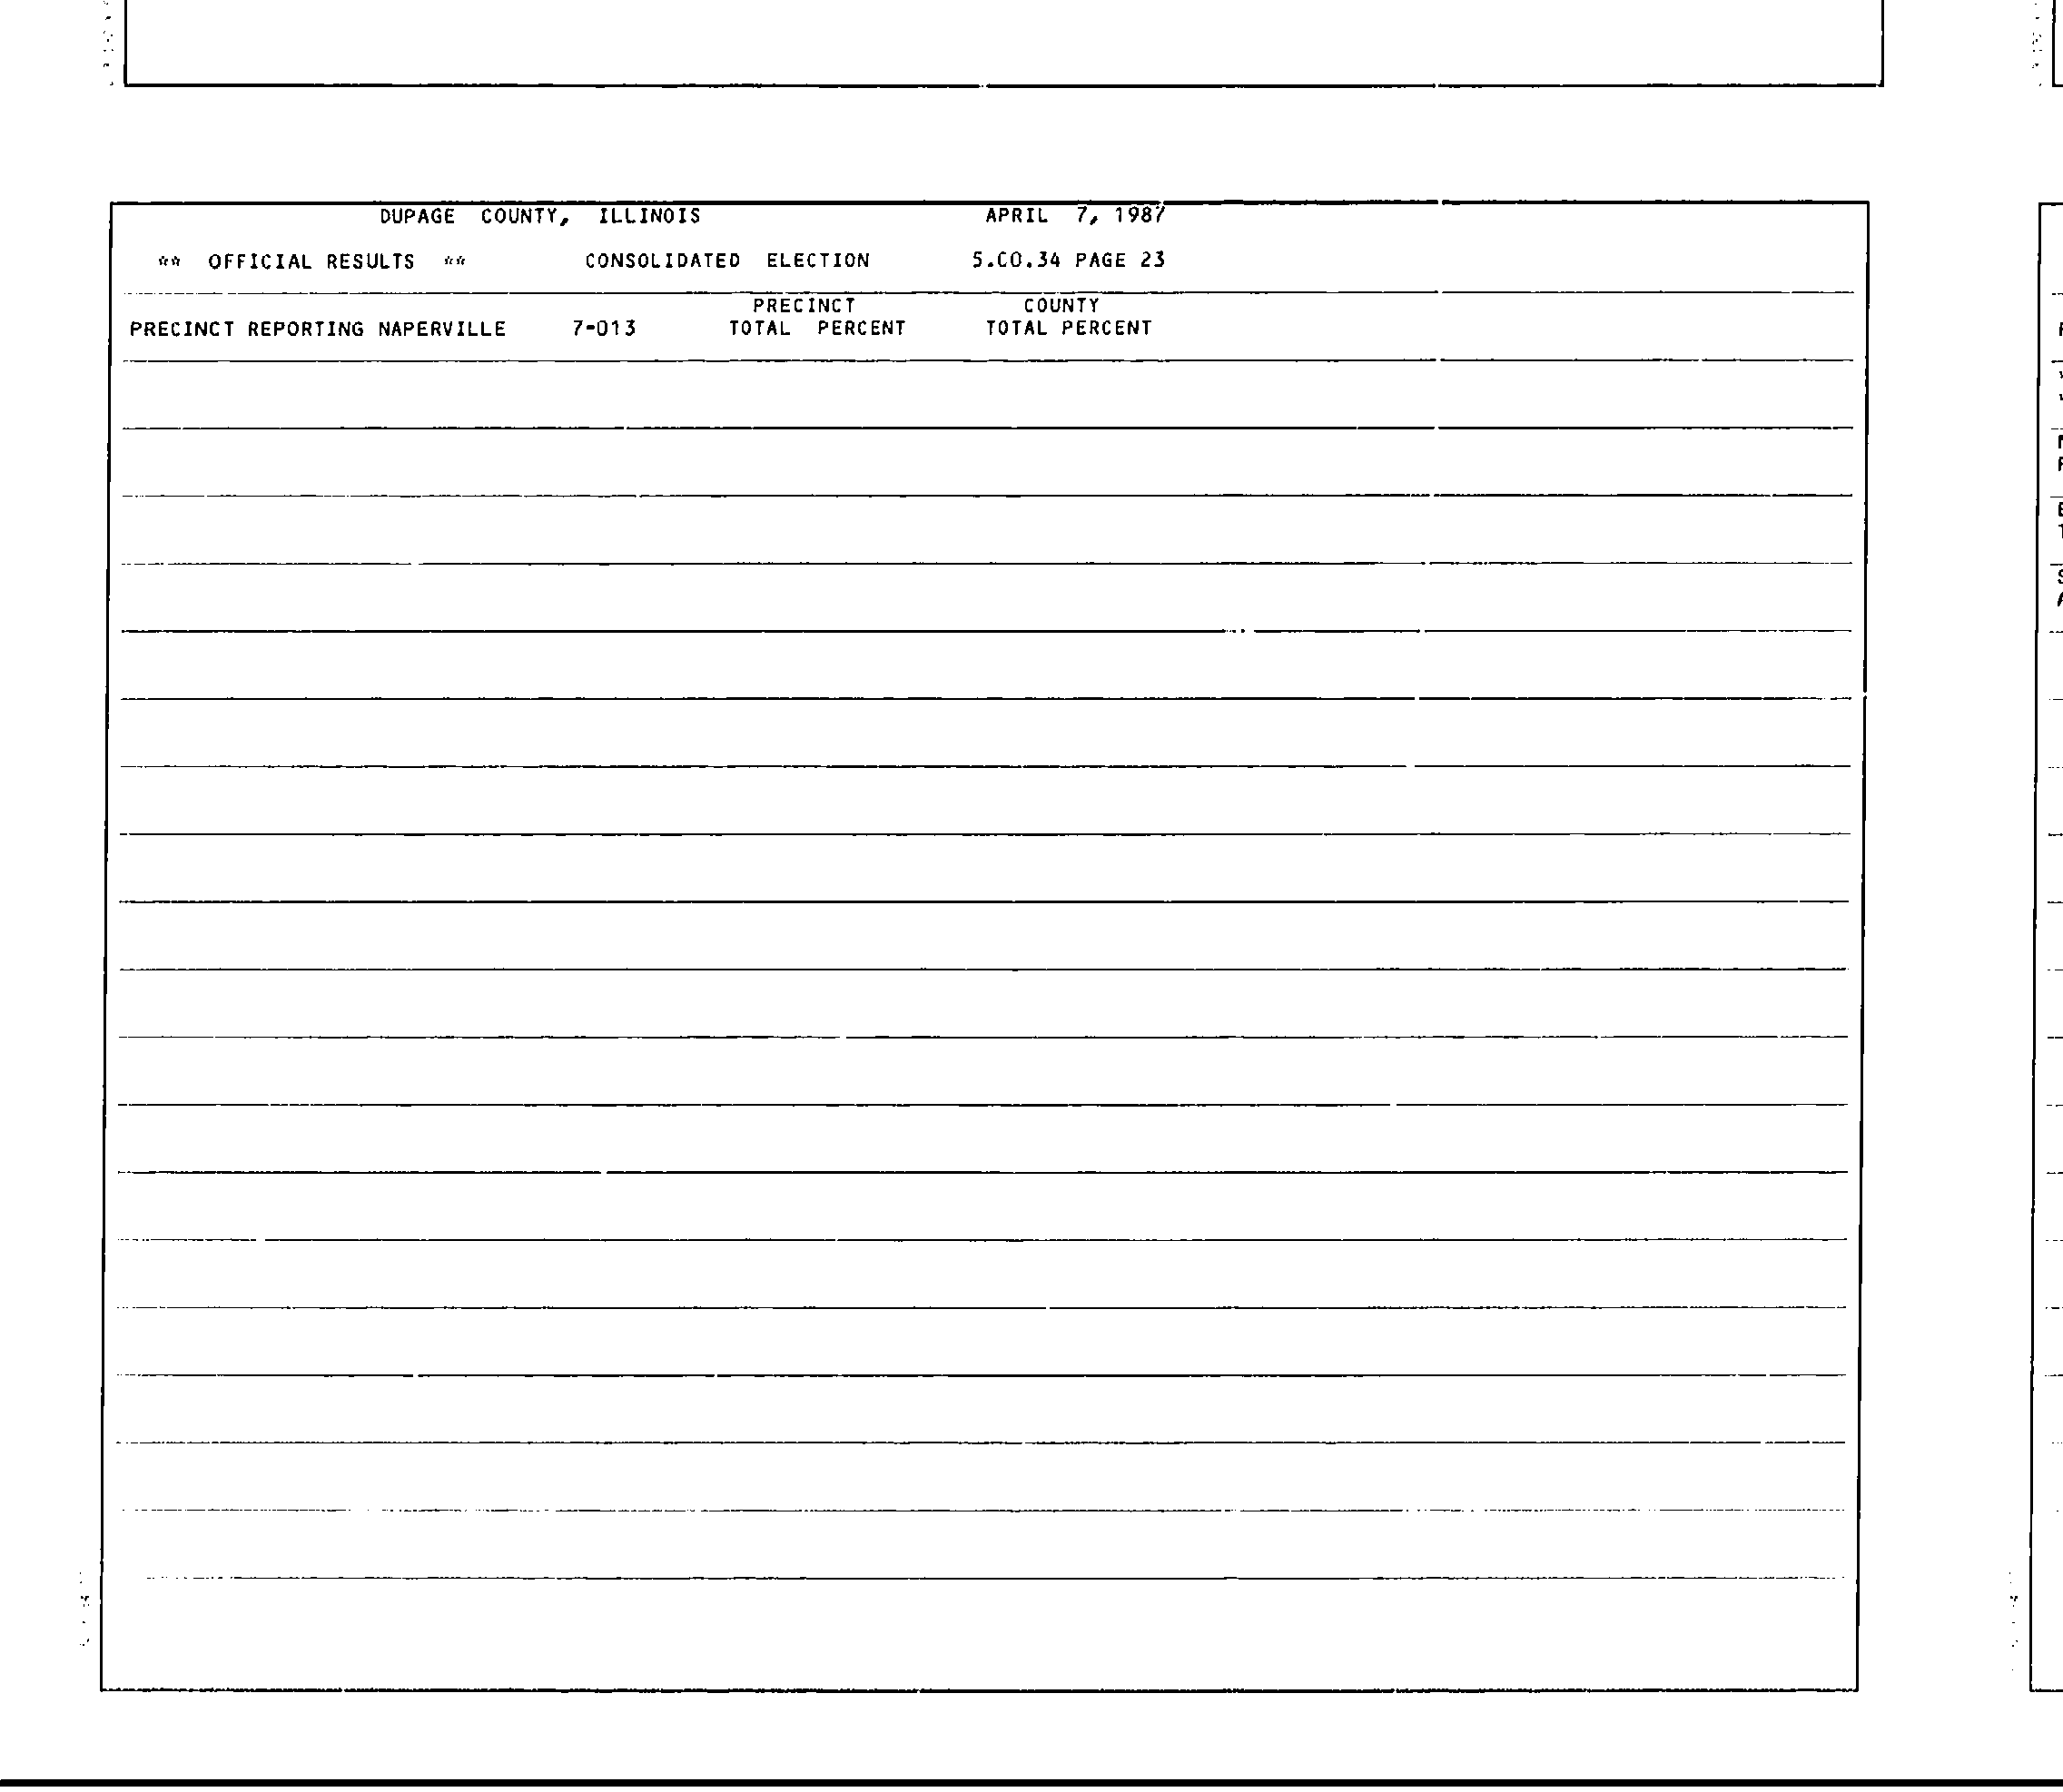 DUPAGE COUNTY, ILLINOIS APRIL 7, 1987
** OFFICIAL RESULTS ** CONSOLIDATED ELECTION 5.CO.34 PAGE 23
PRECINCT COUNTY
PRECINCT REPORTING NAPERVILLE 7-013 TOTAL PERCENT TOTAL PERCENT